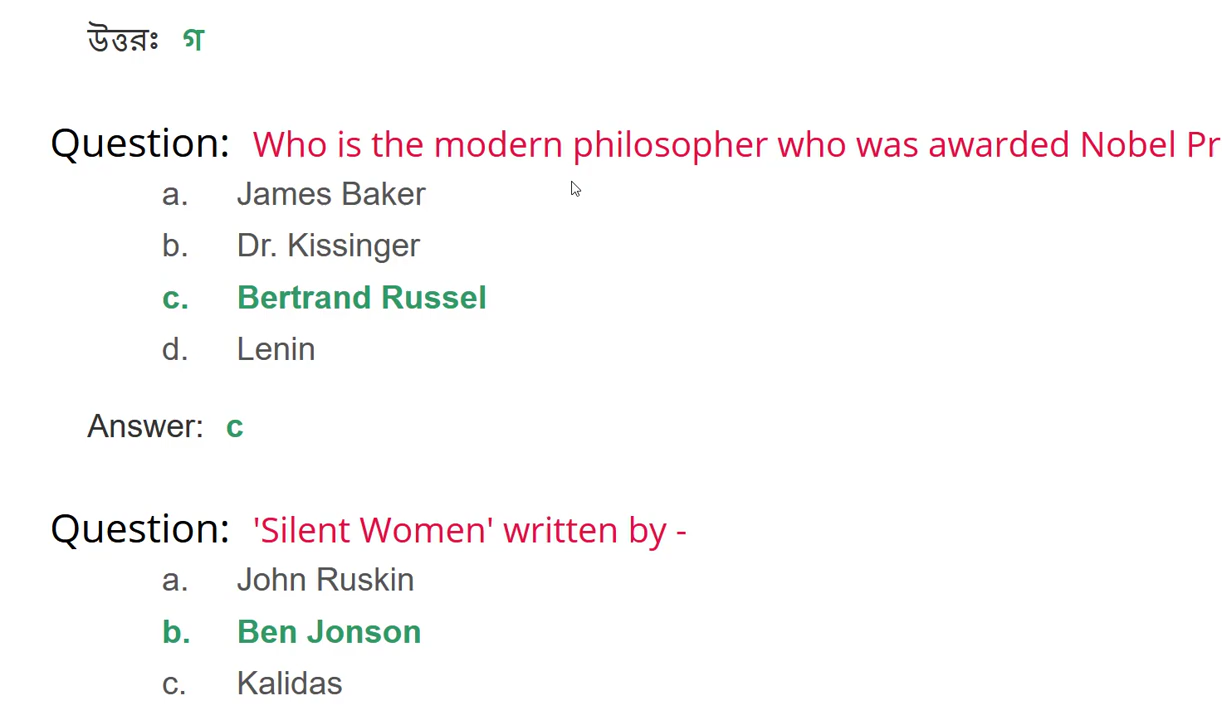 উত্তরঃ গ
Question: Who is the modern philosopher who was awarded Nobel Pr
a. James Baker
b. Dr. Kissinger
c. Bertrand Russel
d. Lenin
Answer: c
Question: 'Silent Women' written by -
a. John Ruskin
b. Ben Jonson
c. Kalidas